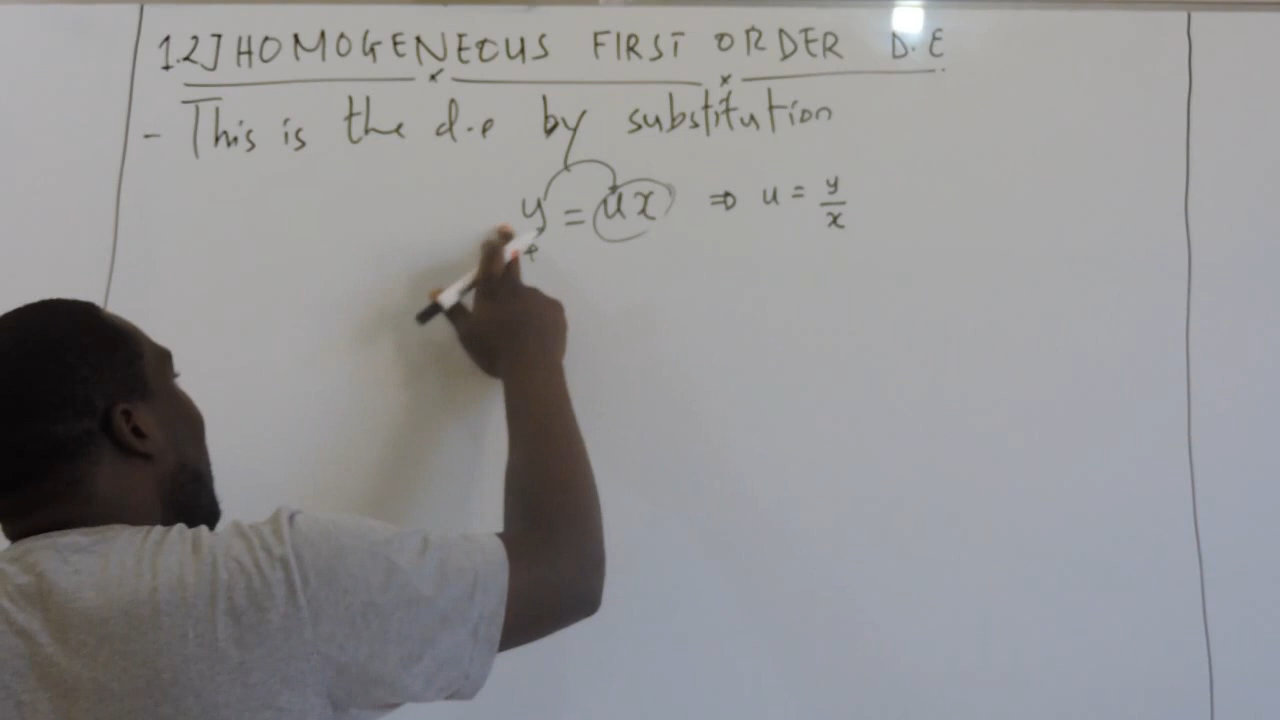 1.2] HOMOGENEOUS FIRST ORDER D.E
- This is the d.e by substitution
y = ux ⇒ u = y/x